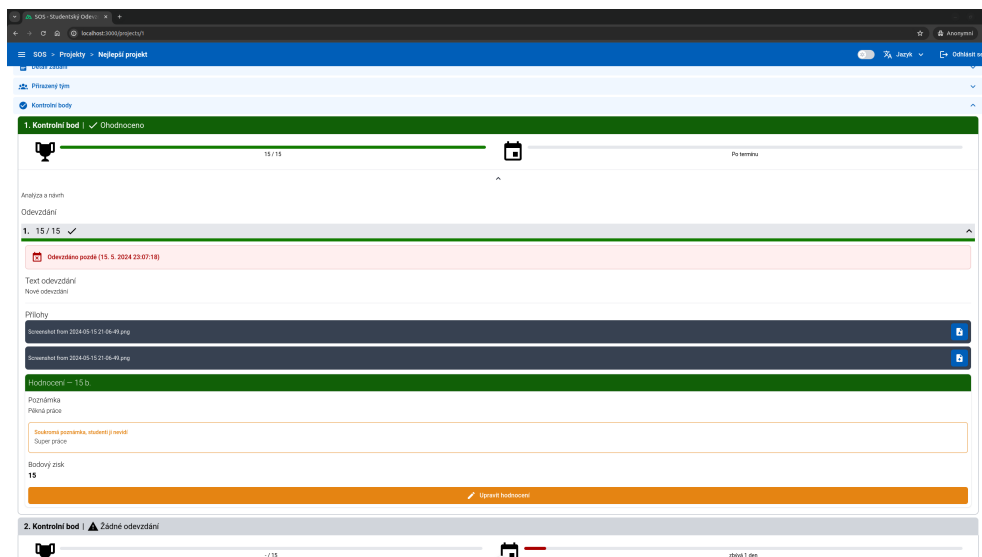 SOS - Studentský Odev
localhost:3000/projects/1
Anonymní
SOS > Projekty > Nejlepší projekt
Jazyk
Odhlásit se
Detail zadání
Přiřazený tým
Kontrolní body
1. Kontrolní bod | Ohodnoceno
15 / 15
Po termínu
Analýza a návrh
Odevzdání
1. 15 / 15
Odevzdáno pozdě (15. 5. 2024 23:07:18)
Text odevzdání
Nové odevzdání
Přílohy
Screenshot from 2024-05-15 21-06-49.png
Screenshot from 2024-05-15 21-06-49.png
Hodnocení — 15 b.
Poznámka
Pěkná práce
Soukromá poznámka, studenti ji nevidí
Super práce
Bodový zisk
15
Upravit hodnocení
2. Kontrolní bod | Žádné odevzdání
- / 15
zbývá 1 den